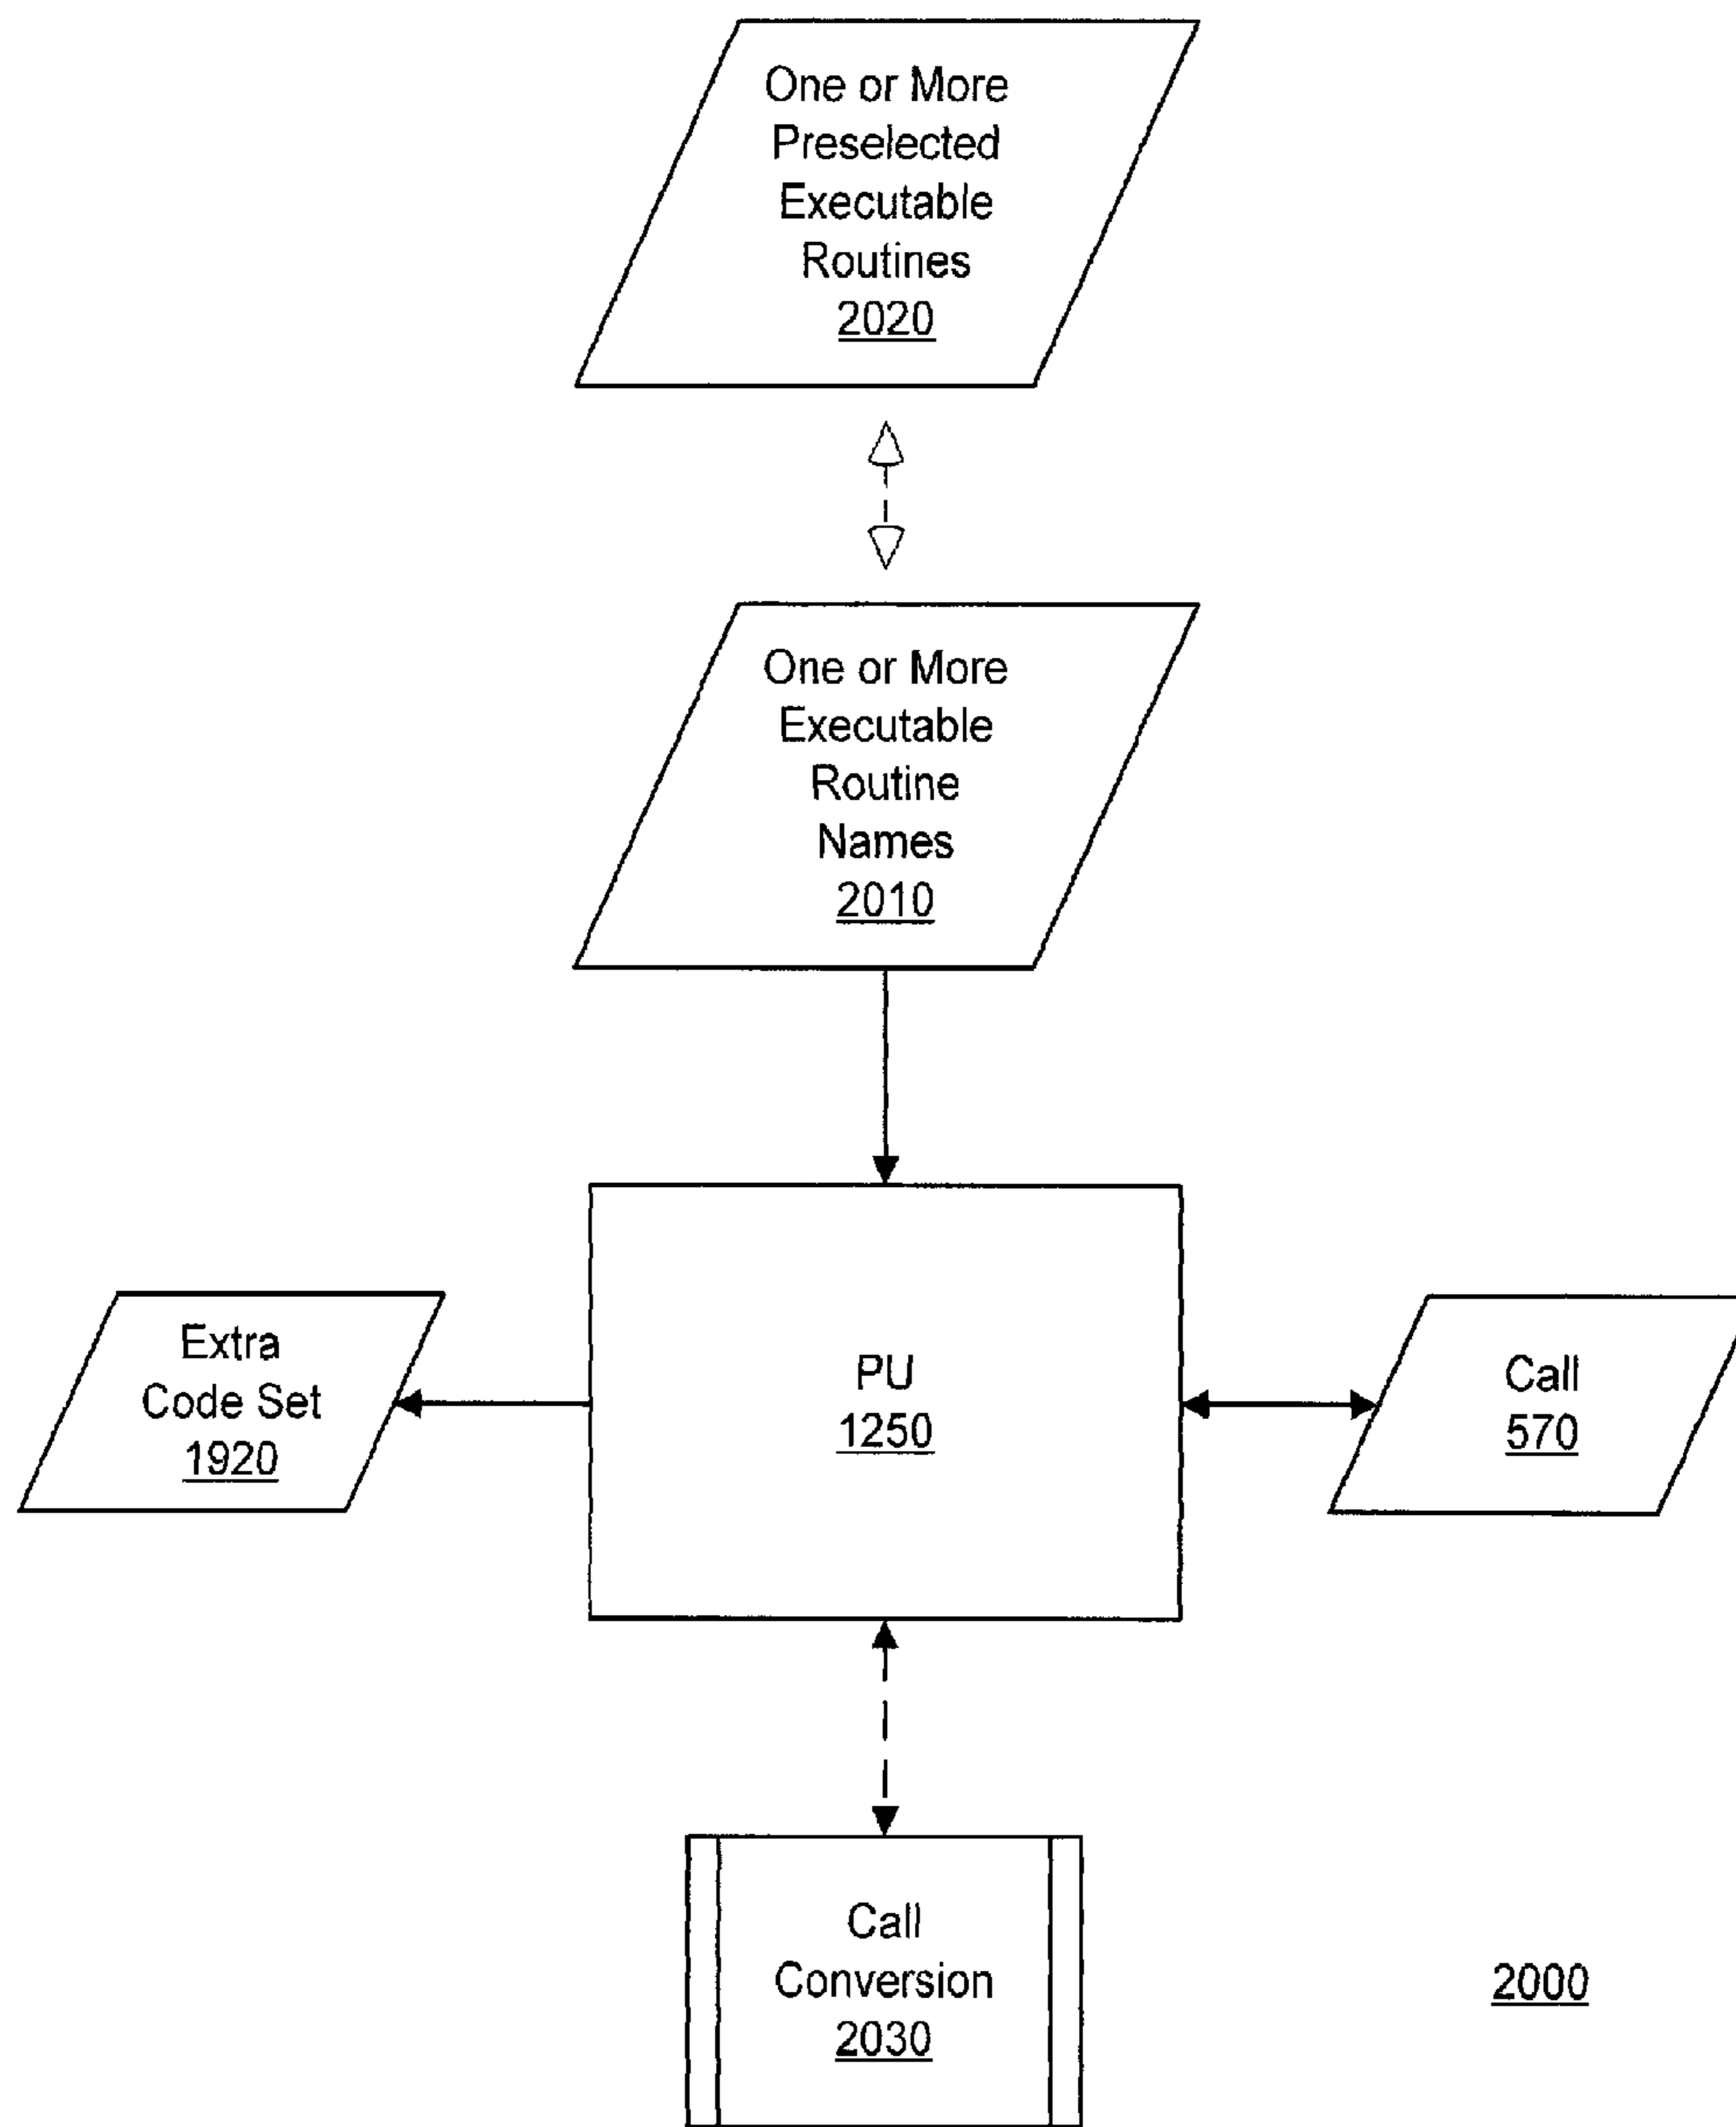 One or More
Preselected
Executable
Routines
2020
One or More
Executable
Routine
Names
2010
Extra
Code Set
1920
PU
1250
Call
570
Call
Conversion
2030
2000